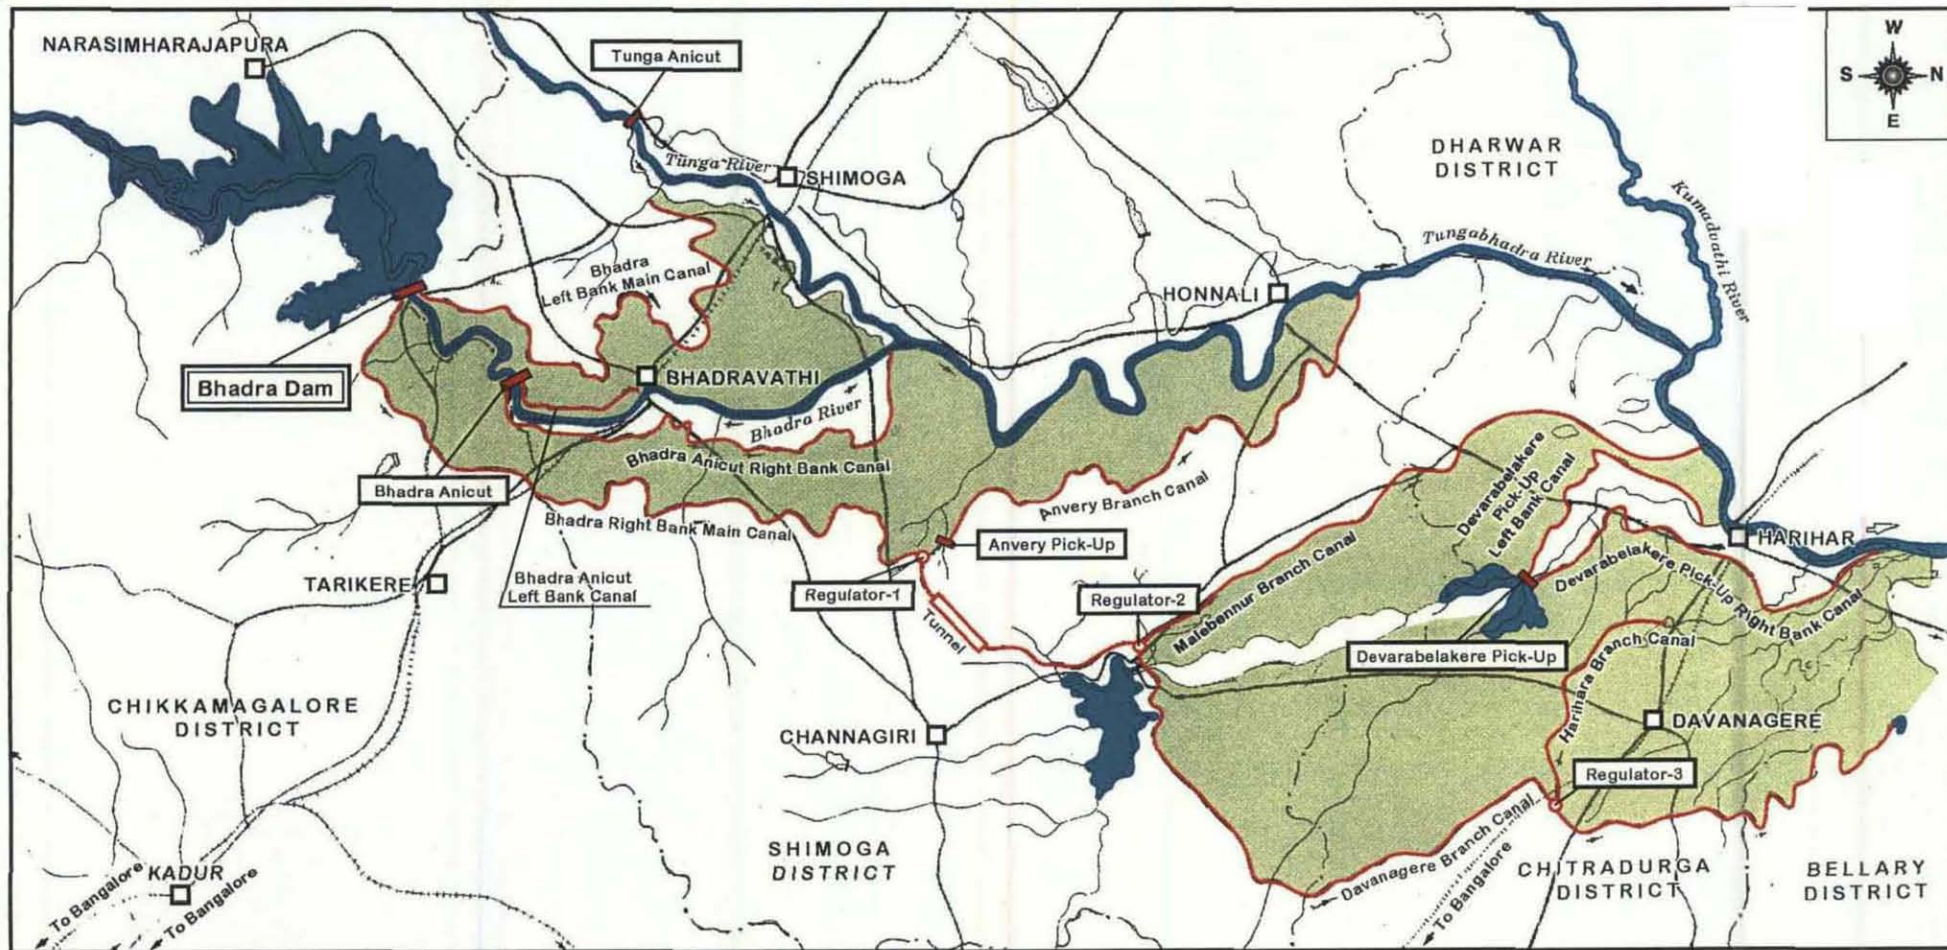 W
S N
E
NARASIMHARAJAPURA
Tunga Anicut
Tunga River
SHIMOGA
DHARWAR
DISTRICT
Kumadvathi River
Tungabhadra River
Bhadra
Left Bank Main Canal
HONNALI
Bhadra Dam
BHADRAVATHI
Bhadra River
Bhadra Anicut Right Bank Canal
Bhadra Anicut
Bhadra Right Bank Main Canal
Anvery Branch Canal
Devarabelakere
Pick-Up
Left Bank Canal
Anvery Pick-Up
HARIHAR
TARIKERE
Bhadra Anicut
Left Bank Canal
Regulator-1
Tunnel
Regulator-2
Malebennur Branch Canal
Devarabelakere Pick-Up Right Bank Canal
Devarabelakere Pick-Up
Harihara Branch Canal
CHIKKAMAGALORE
DISTRICT
CHANNAGIRI
DAVANAGERE
Regulator-3
SHIMOGA
DISTRICT
Davanagere Branch Canal
CHITRADURGA
DISTRICT
BELLARY
DISTRICT
KADUR
To Bangalore
To Bangalore
To Bangalore